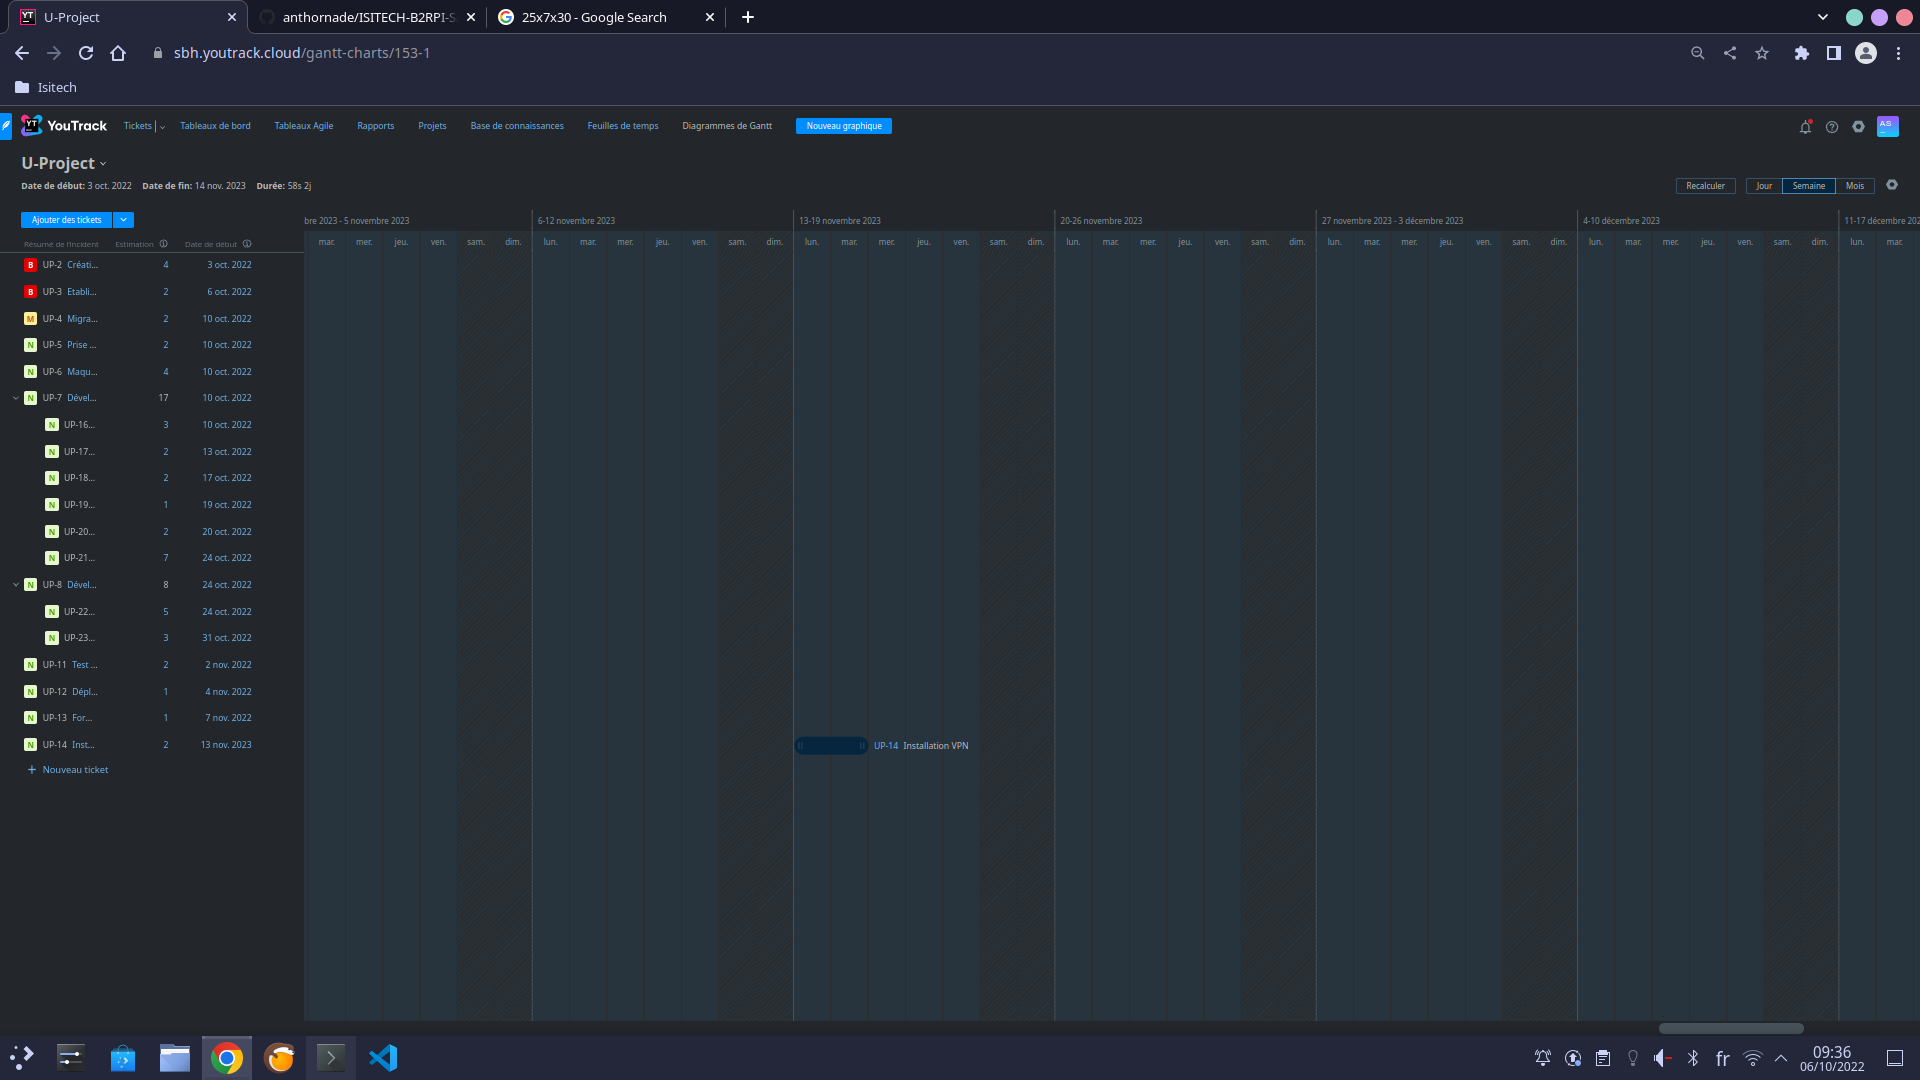 U-Project
anthornade/ISITECH-B2RPI-S
25x7x30 - Google Search
sbh.youtrack.cloud/gantt-charts/153-1
Isitech
YT YouTrack
Tickets
Tableaux de bord
Tableaux Agile
Rapports
Projets
Base de connaissances
Feuilles de temps
Diagrammes de Gantt
Nouveau graphique
AS
U-Project
Date de début: 3 oct. 2022 Date de fin: 14 nov. 2023 Durée: 58s 2j
Recalculer Jour Semaine Mois
Ajouter des tickets
bre 2023 - 5 novembre 2023 6-12 novembre 2023 13-19 novembre 2023 20-26 novembre 2023 27 novembre 2023 - 3 décembre 2023 4-10 décembre 2023 11-17 décembre 202
Résumé de l'incident Estimation Date de début
mar. mer. jeu. ven. sam. dim. lun. mar. mer. jeu. ven. sam. dim. lun. mar. mer. jeu. ven. sam. dim. lun. mar. mer. jeu. ven. sam. dim. lun. mar. mer. jeu. ven. sam. dim. lun. mar. mer. jeu. ven. sam. dim. lun. mar.
B UP-2 Créati... 4 3 oct. 2022
B UP-3 Etabli... 2 6 oct. 2022
M UP-4 Migra... 2 10 oct. 2022
N UP-5 Prise ... 2 10 oct. 2022
N UP-6 Maqu... 4 10 oct. 2022
N UP-7 Dével... 17 10 oct. 2022
N UP-16... 3 10 oct. 2022
N UP-17... 2 13 oct. 2022
N UP-18... 2 17 oct. 2022
N UP-19... 1 19 oct. 2022
N UP-20... 2 20 oct. 2022
N UP-21... 7 24 oct. 2022
N UP-8 Dével... 8 24 oct. 2022
N UP-22... 5 24 oct. 2022
N UP-23... 3 31 oct. 2022
N UP-11 Test ... 2 2 nov. 2022
N UP-12 Dépl... 1 4 nov. 2022
N UP-13 For... 1 7 nov. 2022
N UP-14 Inst... 2 13 nov. 2023
UP-14 Installation VPN
+ Nouveau ticket
fr
09:36
06/10/2022